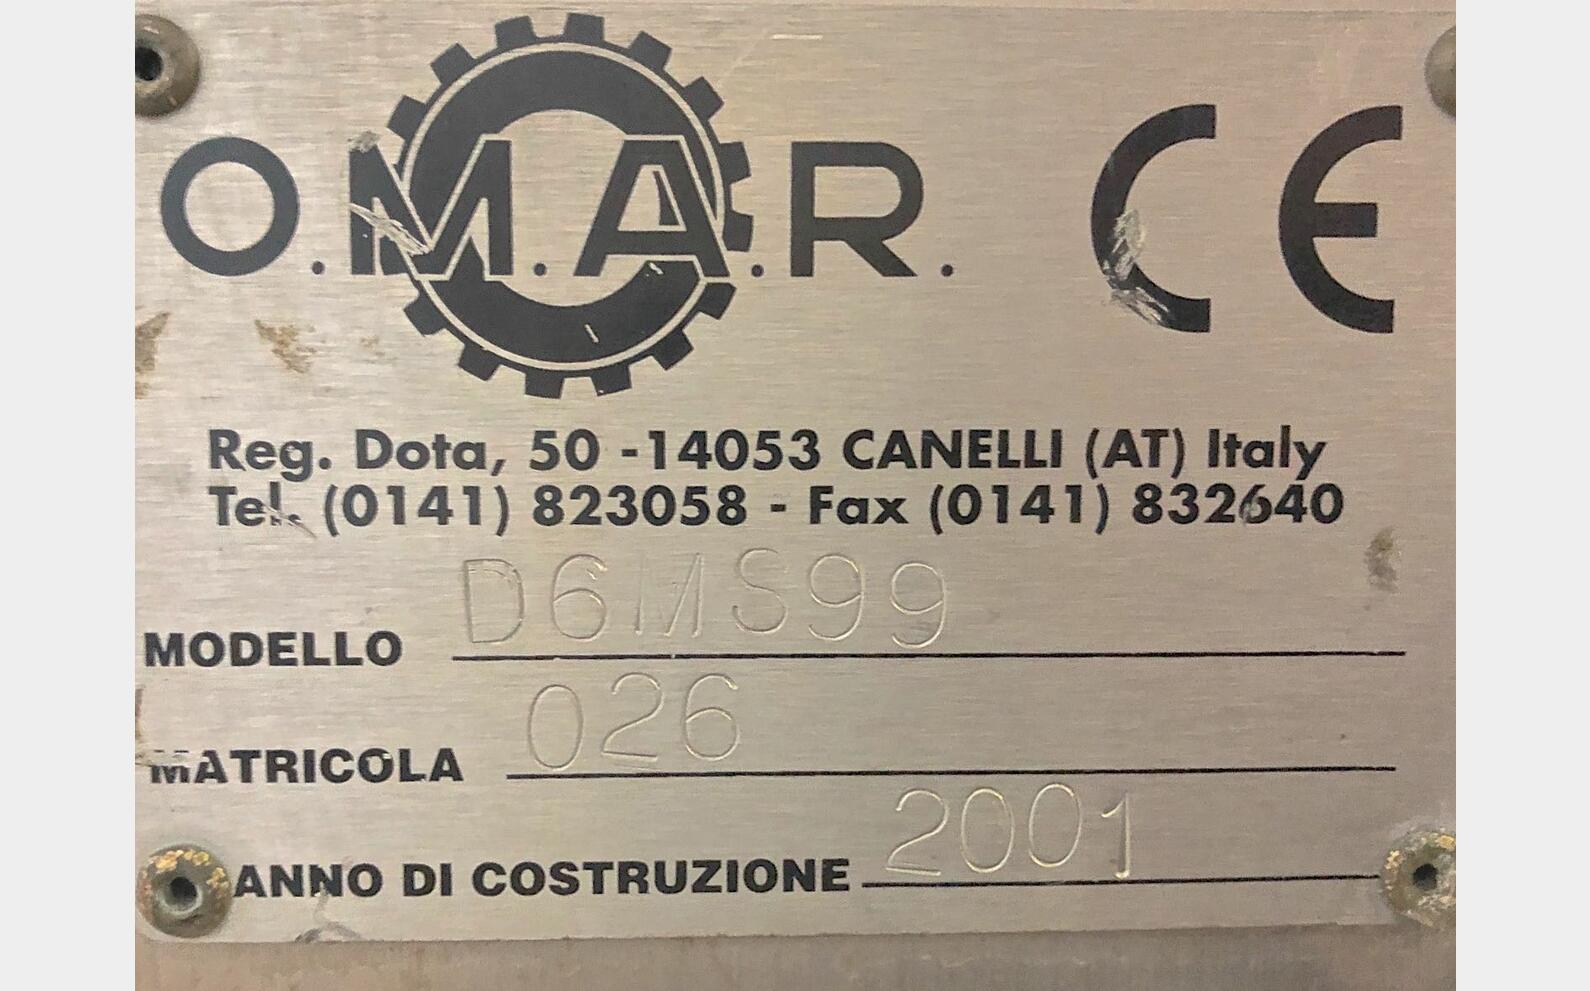 O.M.A.R. CE
Reg. Dota, 50 -14053 CANELLI (AT) Italy
Tel. (0141) 823058 - Fax (0141) 832640
MODELLO D6MS99
MATRICOLA 026
ANNO DI COSTRUZIONE 2001